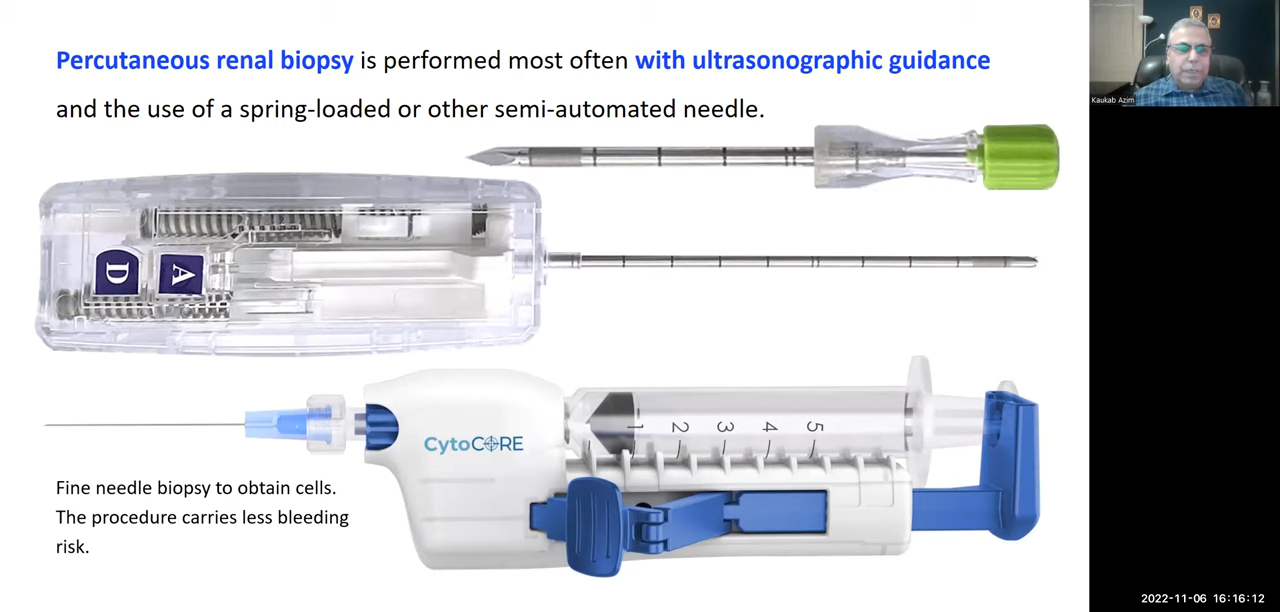 Percutaneous renal biopsy is performed most often with ultrasonographic guidance
and the use of a spring-loaded or other semi-automated needle.
Kaukab Azim
D A
CytoCORE
1 2 3 4 5
Fine needle biopsy to obtain cells.
The procedure carries less bleeding
risk.
2022-11-06 16:16:12